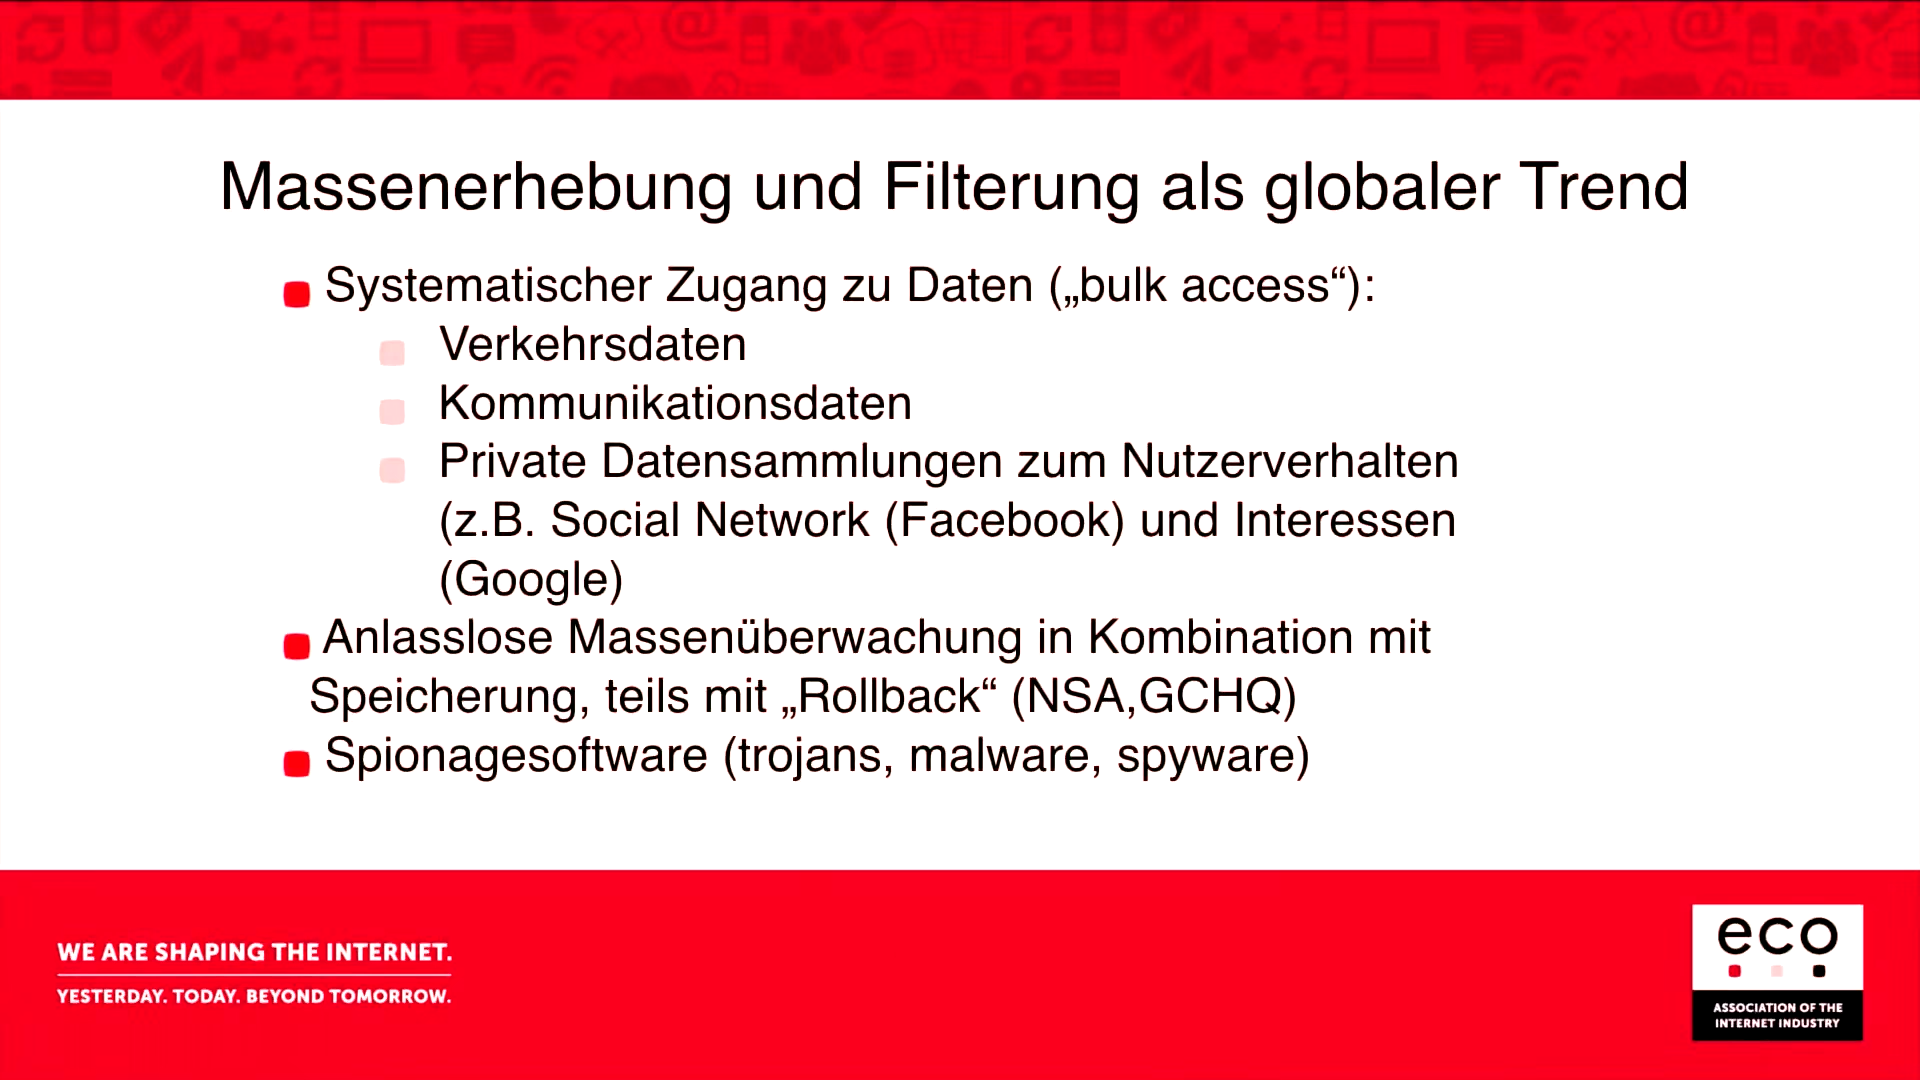 Massenerhebung und Filterung als globaler Trend
Systematischer Zugang zu Daten („bulk access“):
Verkehrsdaten
Kommunikationsdaten
Private Datensammlungen zum Nutzerverhalten
(z.B. Social Network (Facebook) und Interessen
(Google)
Anlasslose Massenüberwachung in Kombination mit
Speicherung, teils mit „Rollback“ (NSA,GCHQ)
Spionagesoftware (trojans, malware, spyware)
WE ARE SHAPING THE INTERNET.
YESTERDAY. TODAY. BEYOND TOMORROW.
eco
ASSOCIATION OF THE
INTERNET INDUSTRY